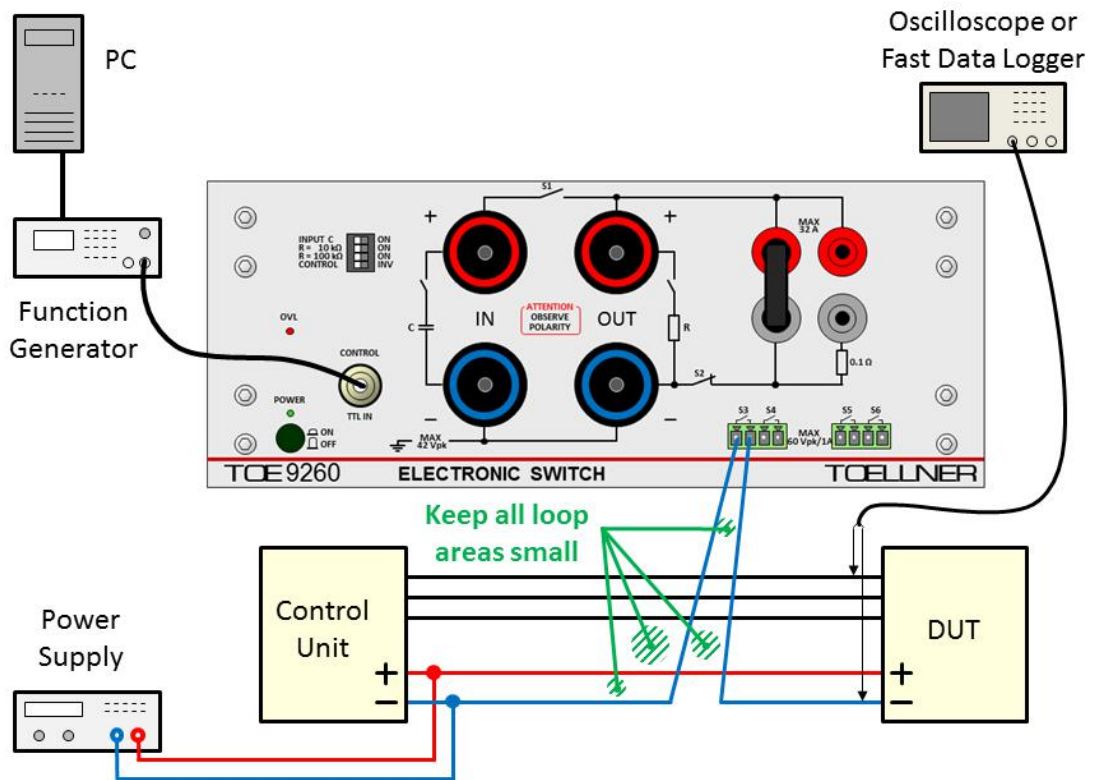 PC
Oscilloscope or
Fast Data Logger
Function
Generator
S1
+
+
MAX
32 A
INPUT C ON
R = 10 kΩ ON
R = 100 kΩ ON
CONTROL INV
ATTENTION
OBSERVE
POLARITY
IN
OUT
C
R
OVL
CONTROL
TTL IN
S2
0.1 Ω
POWER
ON
OFF
−
−
MAX
42 Vpk
S3 S4
MAX
60 Vpk/1A
S5 S6
TOE 9260 ELECTRONIC SWITCH TOELLNER
Keep all loop
areas small
Control
Unit
+
−
DUT
+
−
Power
Supply